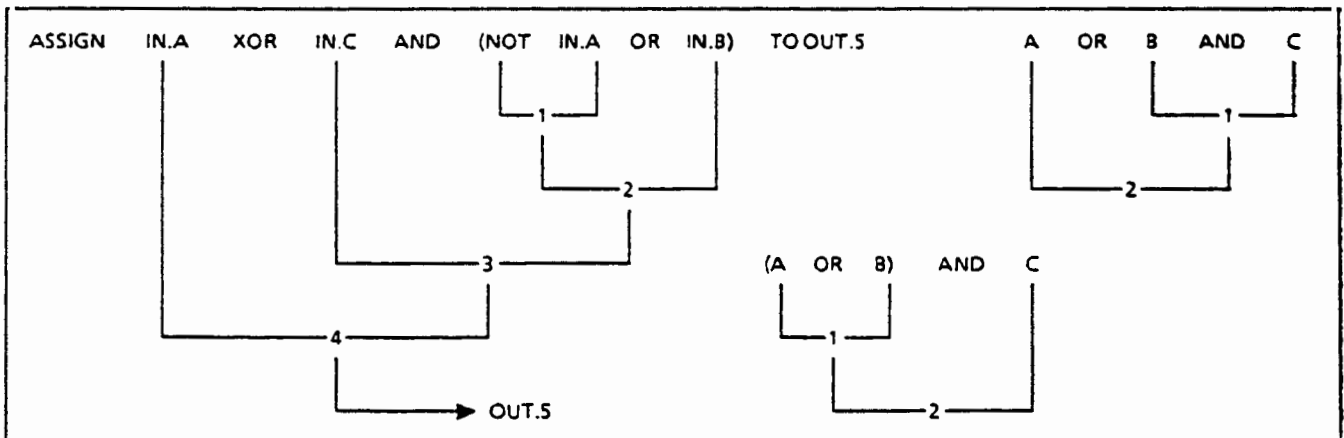 ASSIGN IN.A XOR IN.C AND (NOT IN.A OR IN.B) TO OUT.5
A OR B AND C
1
1
2
2
3
(A OR B) AND C
4
1
OUT.5
2